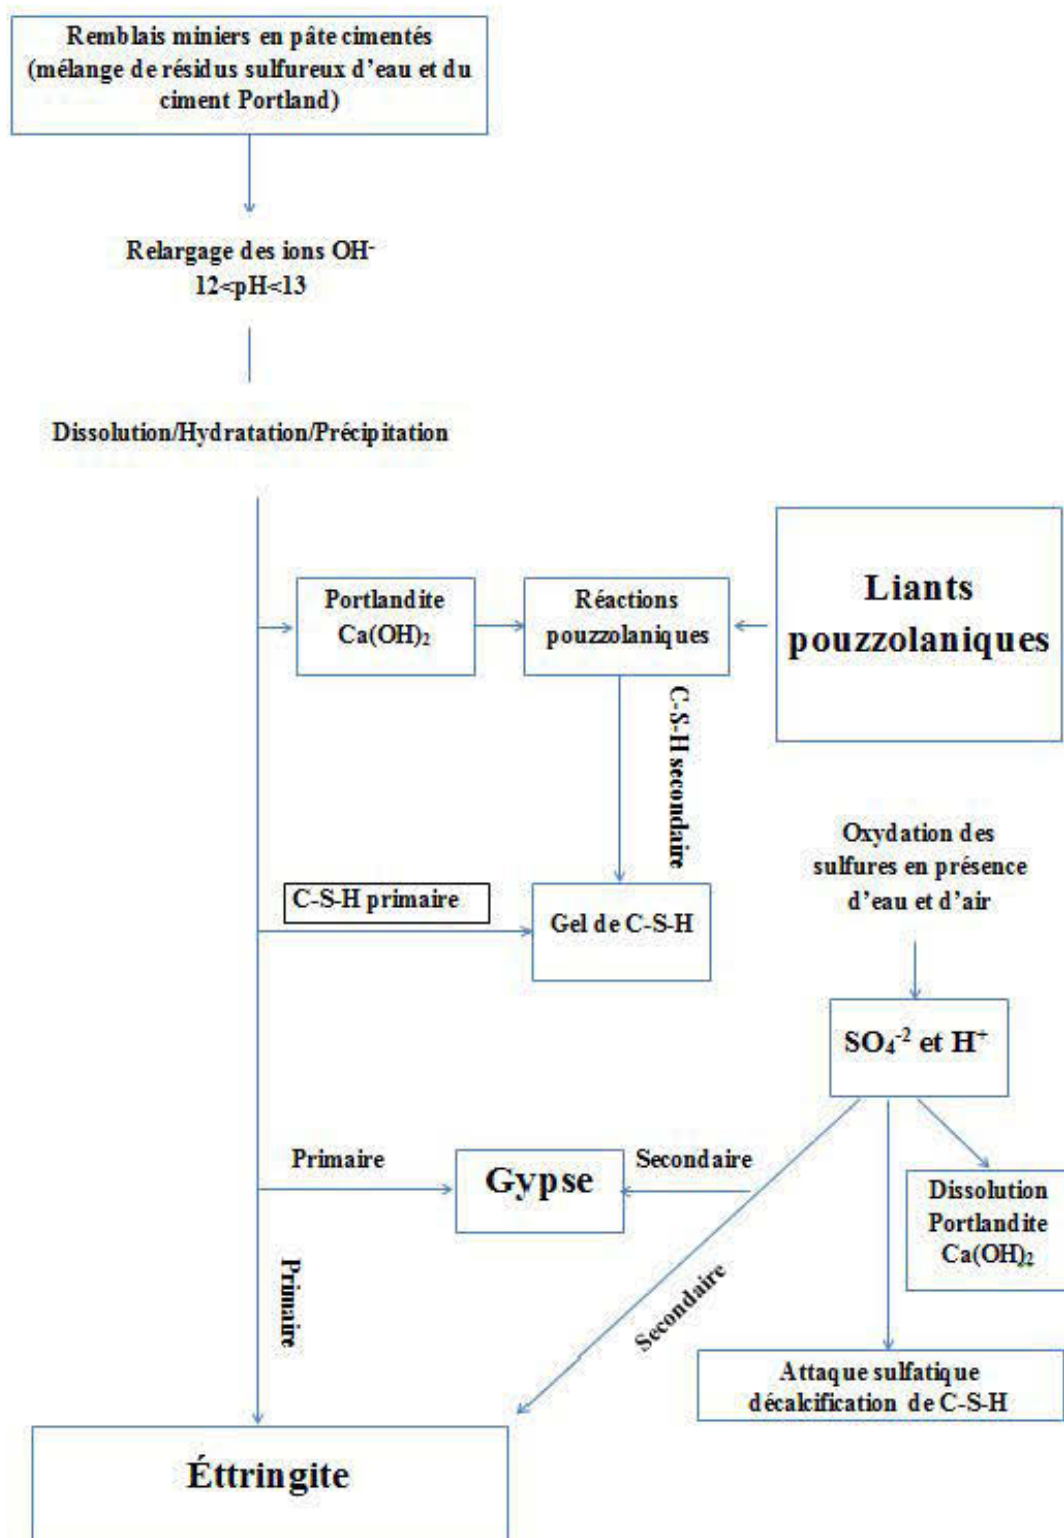 Remblais miniers en pâte cimentés
(mélange de résidus sulfureux d'eau et du
ciment Portland)
Relargage des ions OH⁻
12<pH<13
Dissolution/Hydratation/Précipitation
Portlandite
Ca(OH)₂
Réactions
pouzzolaniques
Liants
pouzzolaniques
C-S-H secondaire
Oxydation des
sulfures en présence
d'eau et d'air
C-S-H primaire
Gel de C-S-H
SO₄⁻² et H⁺
Primaire
Gypse
Secondaire
Dissolution
Portlandite
Ca(OH)₂
Primaire
Secondaire
Attaque sulfatique
décalcification de C-S-H
Éttringite